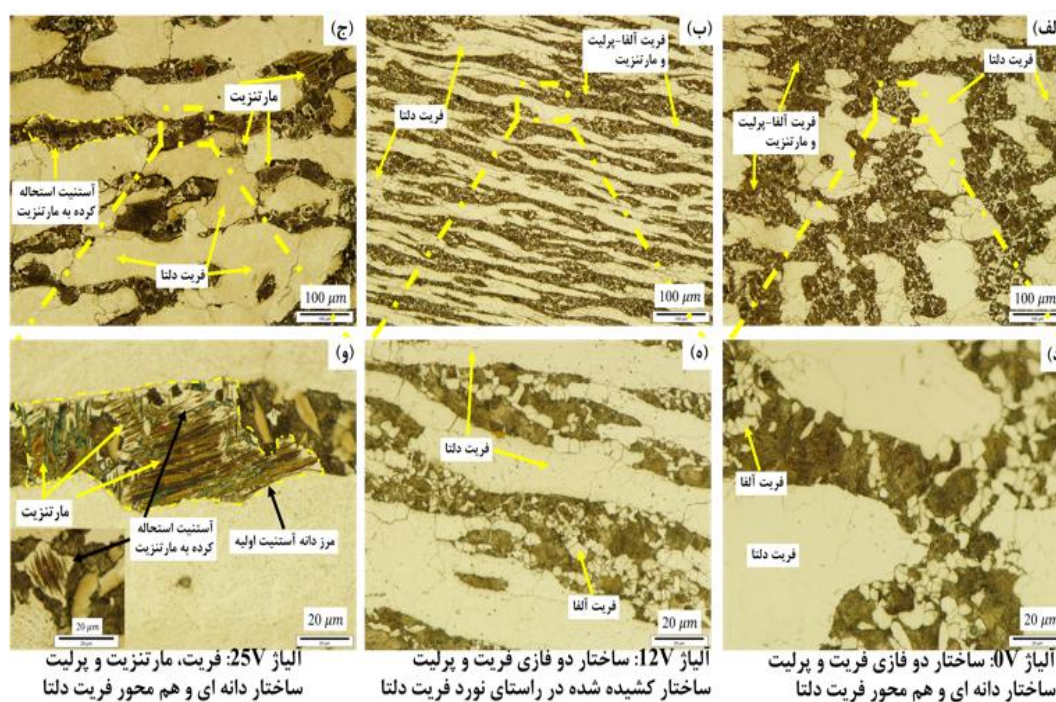 (الف)
فریت دلتا
فریت آلفا-پرلیت
و مارتنزیت
100 µm
(ب)
فریت آلفا-پرلیت
و مارتنزیت
فریت دلتا
100 µm
(ج)
مارتنزیت
آستنیت استحاله
کرده به مارتنزیت
فریت دلتا
100 µm
(د)
فریت آلفا
فریت دلتا
20 µm
(ه)
فریت دلتا
فریت آلفا
20 µm
(و)
مارتنزیت
آستنیت استحاله
کرده به مارتنزیت
مرز دانه آستنیت اولیه
20 µm
20 µm
آلیاژ 0V: ساختار دو فازی فریت و پرلیت
ساختار دانه ای و هم محور فریت دلتا
آلیاژ 12V: ساختار دو فازی فریت و پرلیت
ساختار کشیده شده در راستای نورد فریت دلتا
آلیاژ 25V: فریت، مارتنزیت و پرلیت
ساختار دانه ای و هم محور فریت دلتا